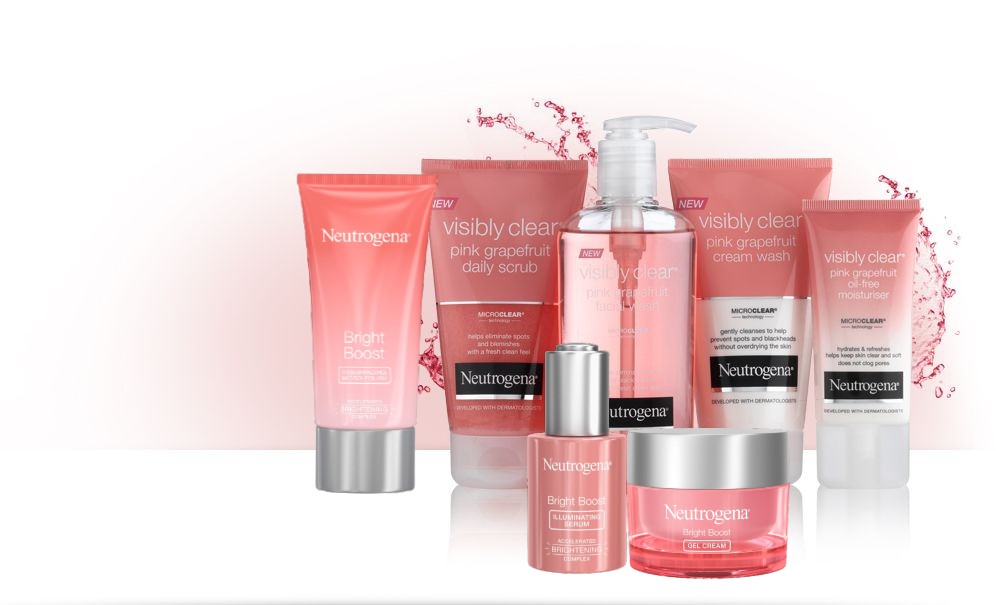 Neutrogena®
Bright
Boost
BRIGHTENING
COMPLEX
NEW
visibly clear
pink grapefruit
daily scrub
MICROCLEAR®
technology
helps eliminate spots
and blemishes
with a fresh clean feel
Neutrogena®
DEVELOPED WITH DERMATOLOGISTS
NEW
visibly clear®
pink grapefruit
facial wash
MICROCLEAR
utrogena®
NEW
visibly clear
pink grapefruit
cream wash
MICROCLEAR®
technology
gently cleanses to help
prevent spots and blackheads
without overdrying the skin
Neutrogena®
DEVELOPED WITH DERMATOLOGISTS
visibly clear®
pink grapefruit
oil-free
moisturiser
MICROCLEAR®
technology
hydrates & refreshes
helps keep skin clear and soft
does not clog pores
Neutrogena®
DEVELOPED WITH DERMATOLOGISTS
Neutrogena®
Bright Boost
ILLUMINATING
SERUM
ACCELERATED
BRIGHTENING
COMPLEX
Neutrogena®
Bright Boost
GEL CREAM